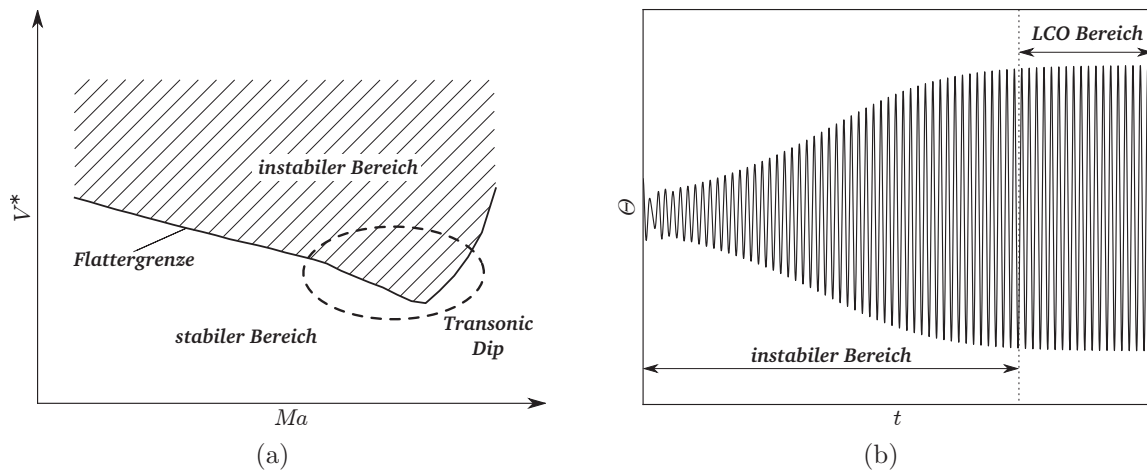 V*
instabiler Bereich
Flattergrenze
stabiler Bereich
Transonic
Dip
Ma
(a)
LCO Bereich
Θ
instabiler Bereich
t
(b)